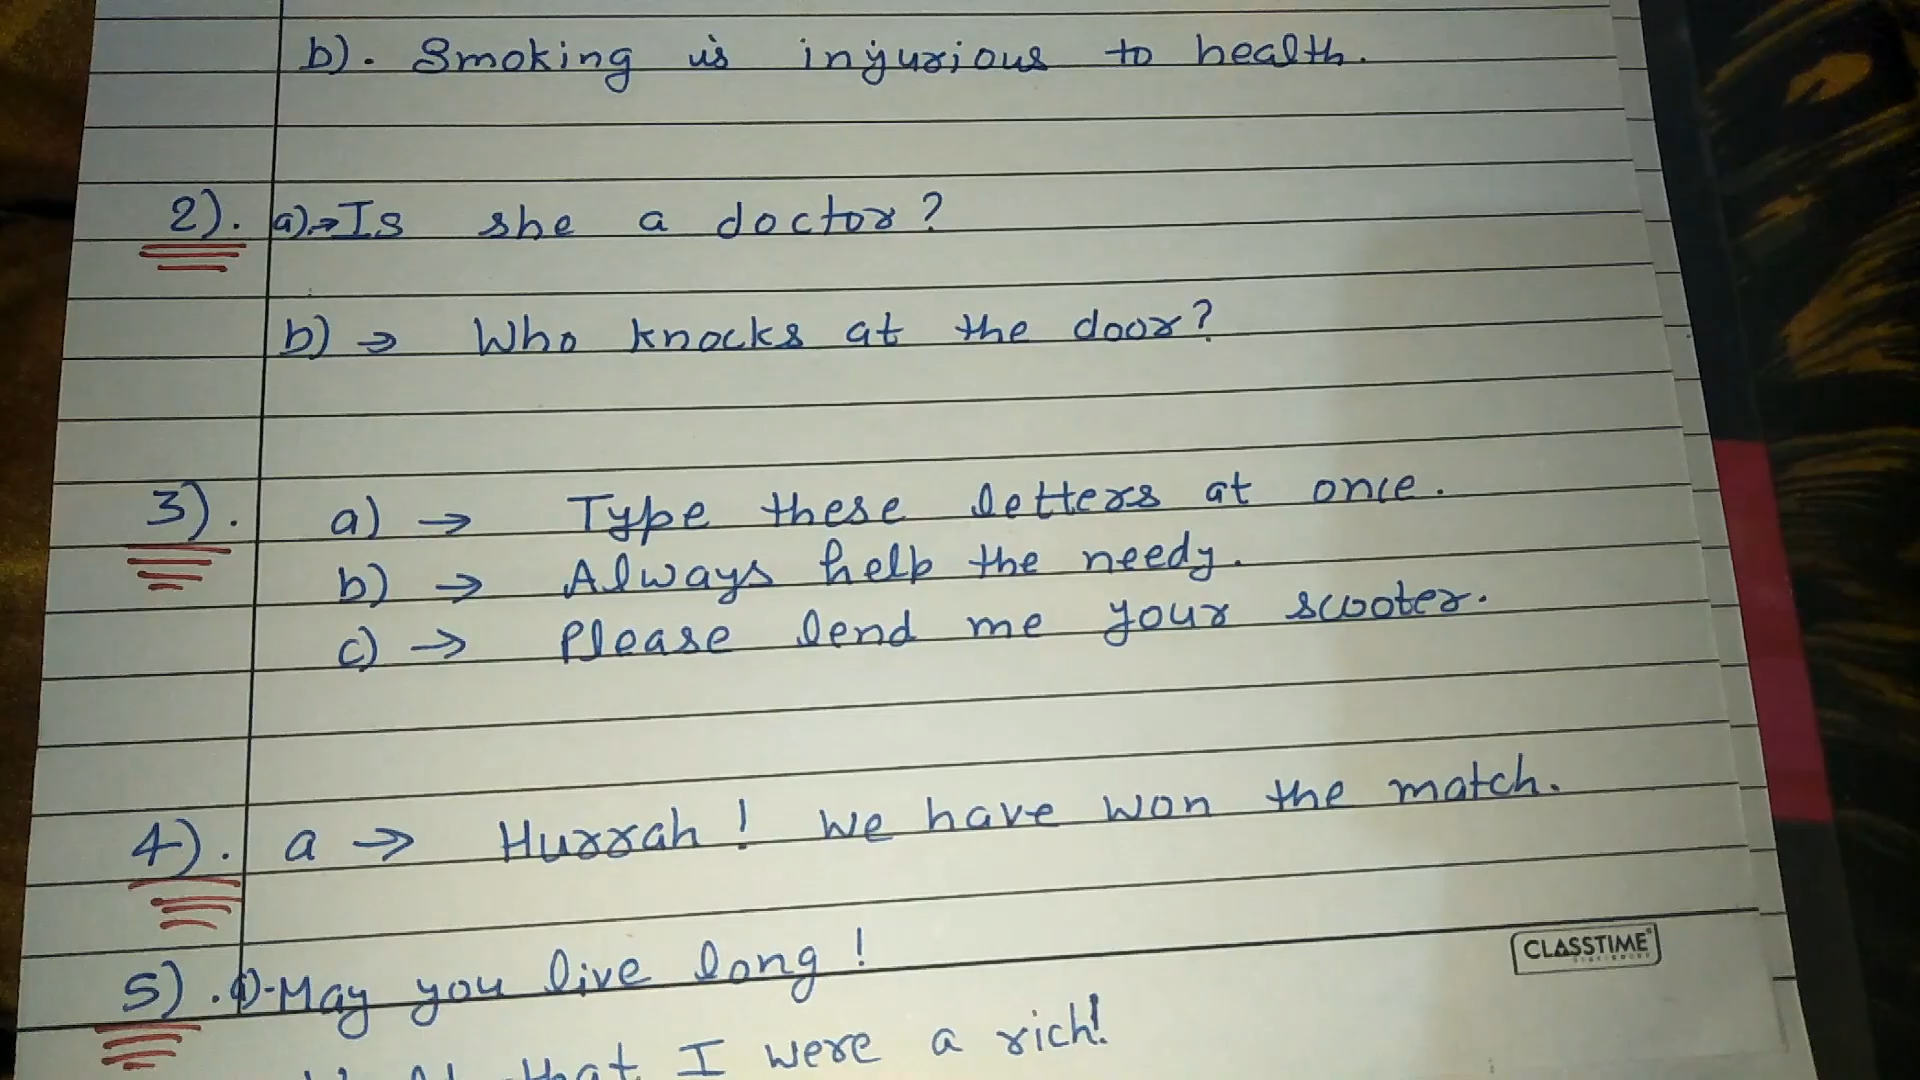 b). Smoking is injurious to health.
2). a)→Is she a doctor?
b) → Who knocks at the door?
3). a) → Type these letters at once.
b) → Always help the needy.
c) → Please lend me your scooter.
4). a → Hurrah! We have won the match.
5). a)-May you live long!
CLASSTIME
that I were a rich!